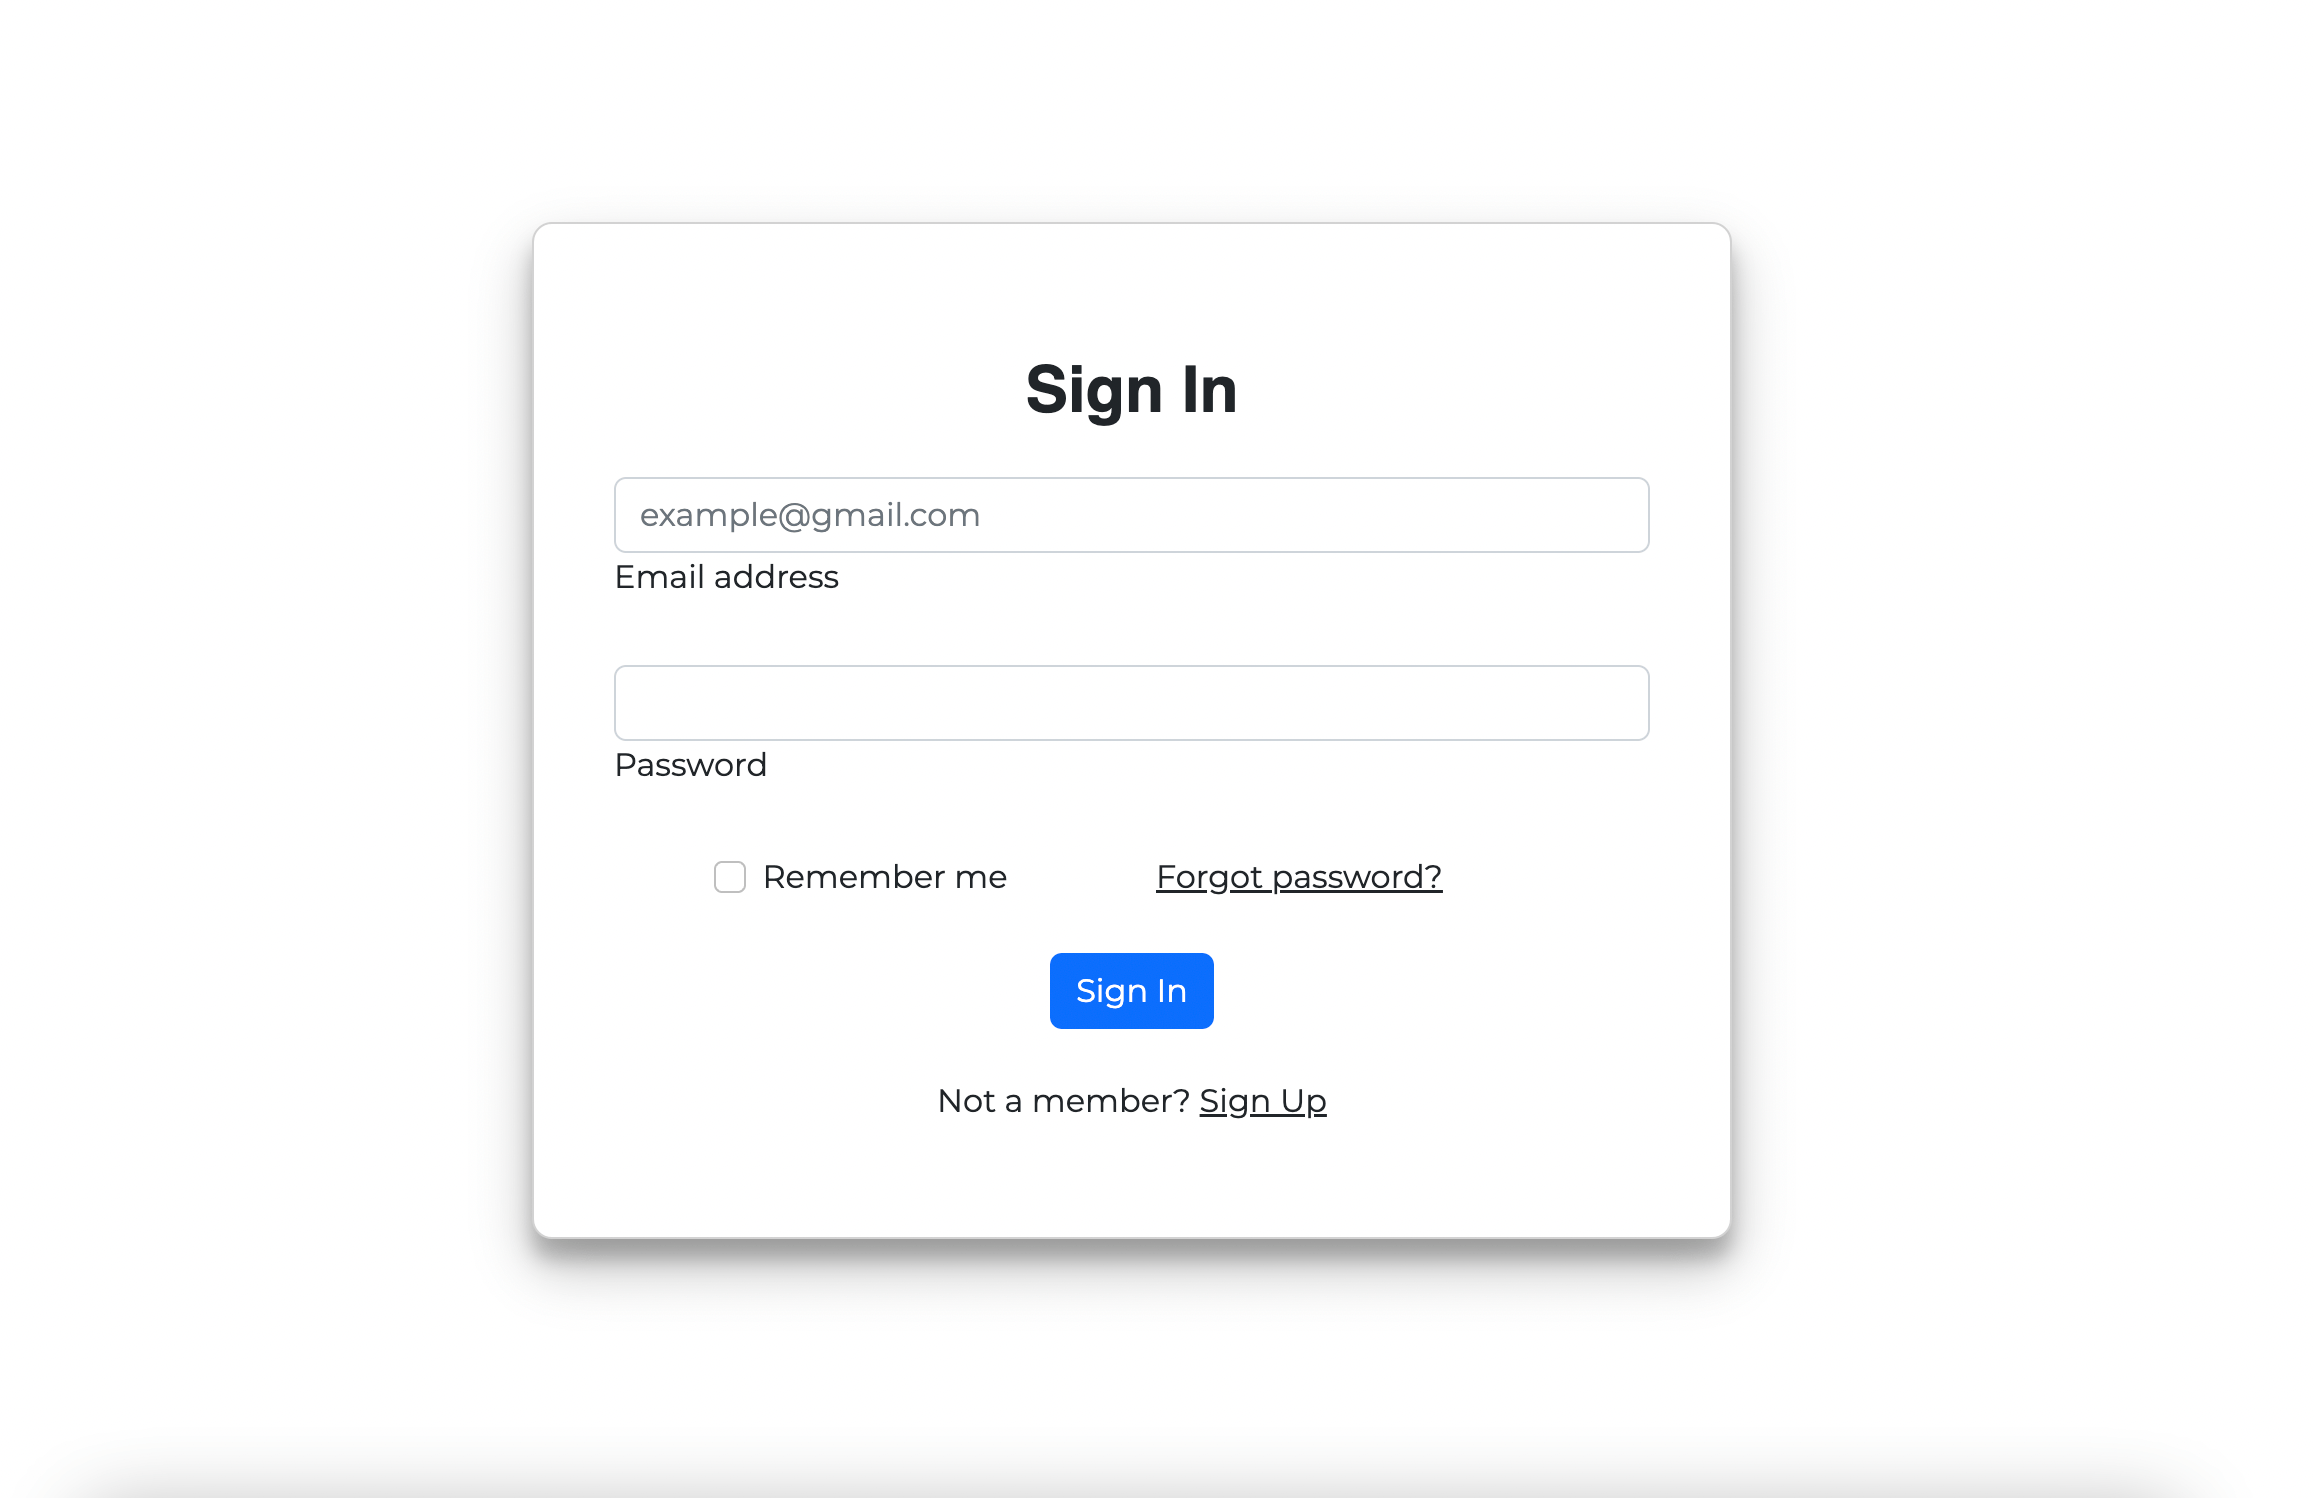 Sign In
example@gmail.com
Email address
Password
Remember me Forgot password?
Sign In
Not a member? Sign Up